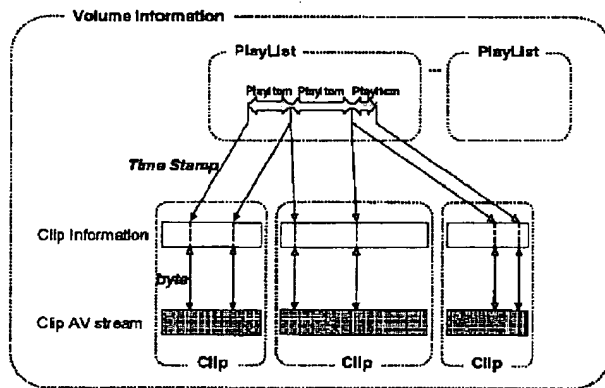 Volume Information
PlayList
PlayList
...
PlayItem PlayItem PlayItem
Time Stamp
Clip Information
byte
Clip AV stream
Clip
Clip
Clip